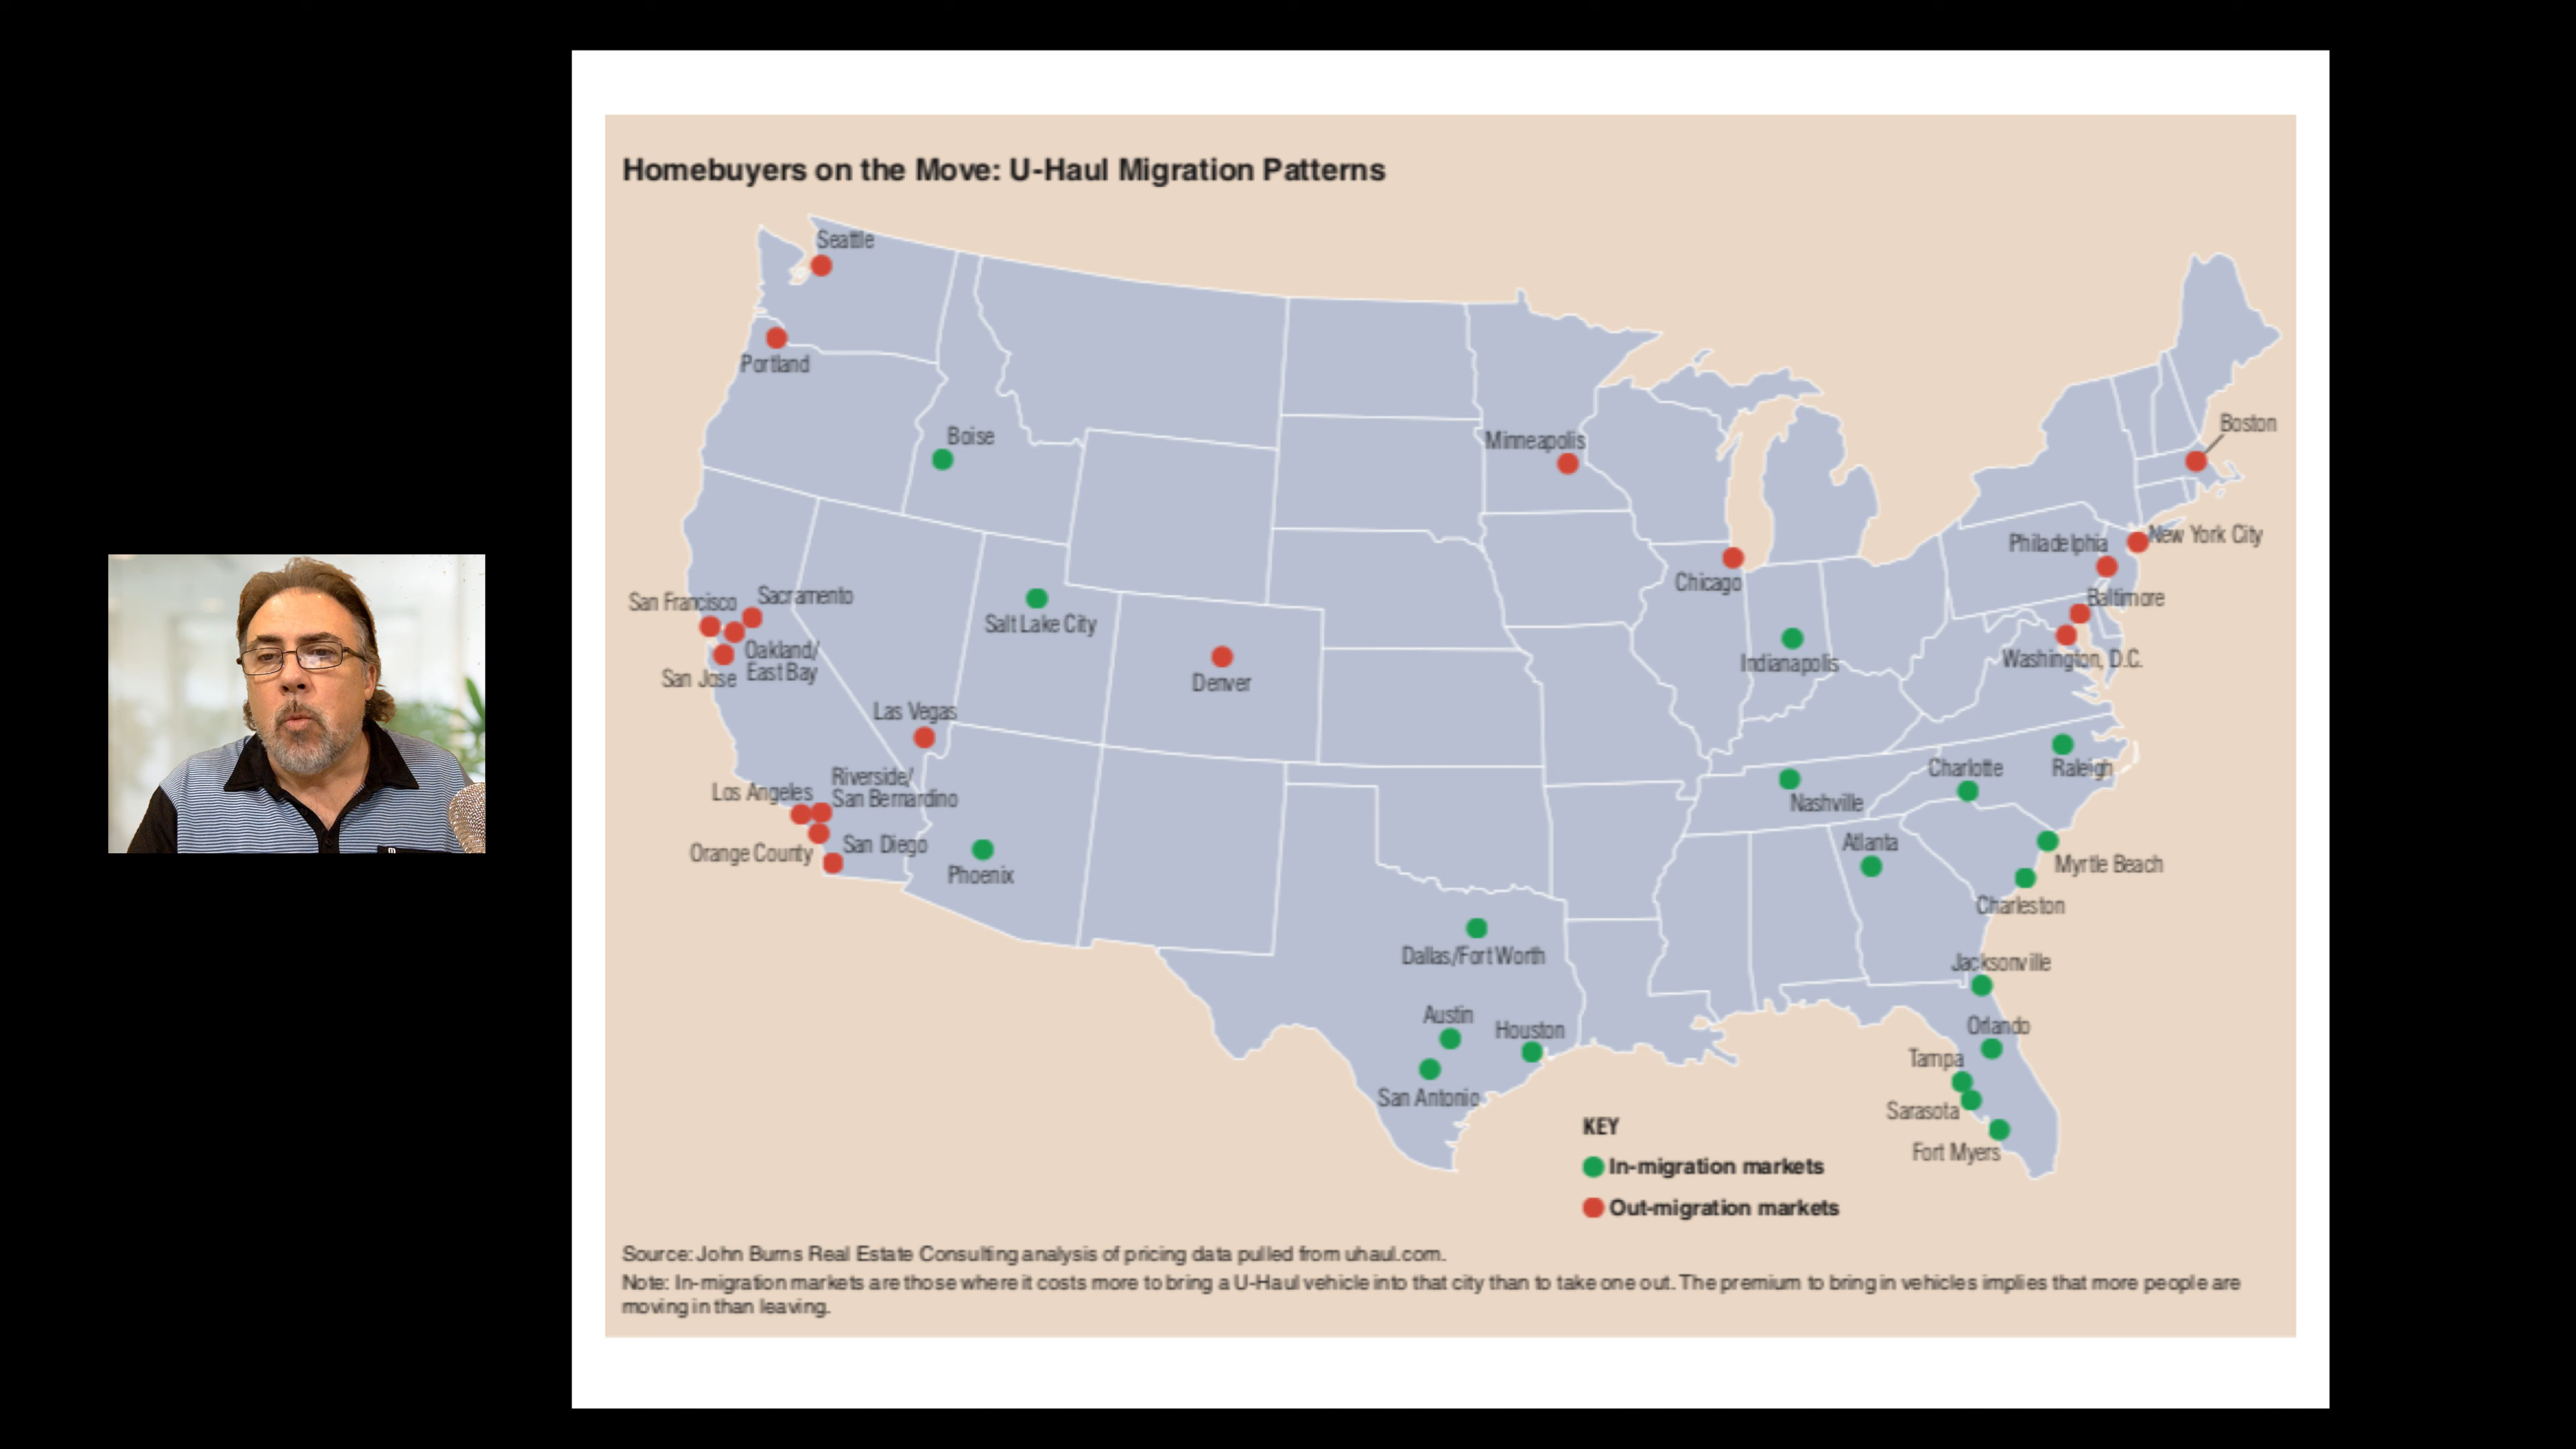 Homebuyers on the Move: U-Haul Migration Patterns
Seattle
Portland
Boise
Minneapolis
Boston
New York City
Philadelphia
Baltimore
Washington, D.C.
Chicago
Indianapolis
San Francisco
Sacramento
Oakland/
East Bay
San Jose
Salt Lake City
Denver
Las Vegas
Riverside/
San Bernardino
Los Angeles
San Diego
Orange County
Phoenix
Nashville
Charlotte
Raleigh
Atlanta
Myrtle Beach
Charleston
Dallas/Fort Worth
Austin
Houston
San Antonio
Jacksonville
Orlando
Tampa
Sarasota
Fort Myers
KEY
In-migration markets
Out-migration markets
Source: John Burns Real Estate Consulting analysis of pricing data pulled from uhaul.com.
Note: In-migration markets are those where it costs more to bring a U-Haul vehicle into that city than to take one out. The premium to bring in vehicles implies that more people are
moving in than leaving.